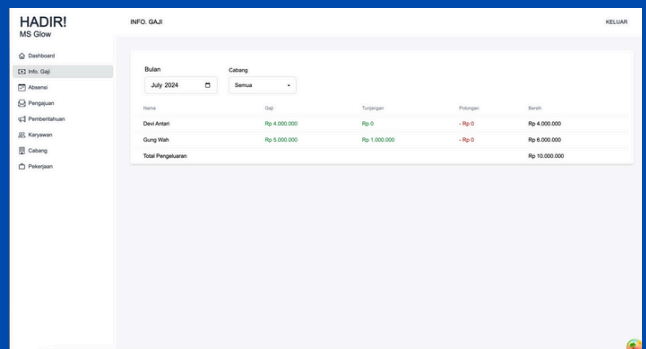 HADIR!
MS Glow
Dashboard
Info. Gaji
Absensi
Pengajuan
Pemberitahuan
Karyawan
Cabang
Pekerjaan
INFO. GAJI
KELUAR
Bulan
Cabang
July 2024
Semua
Nama Gaji Tunjangan Potongan Bersih
Devi Antari Rp 4.000.000 Rp 0 - Rp 0 Rp 4.000.000
Gung Wah Rp 5.000.000 Rp 1.000.000 - Rp 0 Rp 6.000.000
Total Pengeluaran Rp 10.000.000